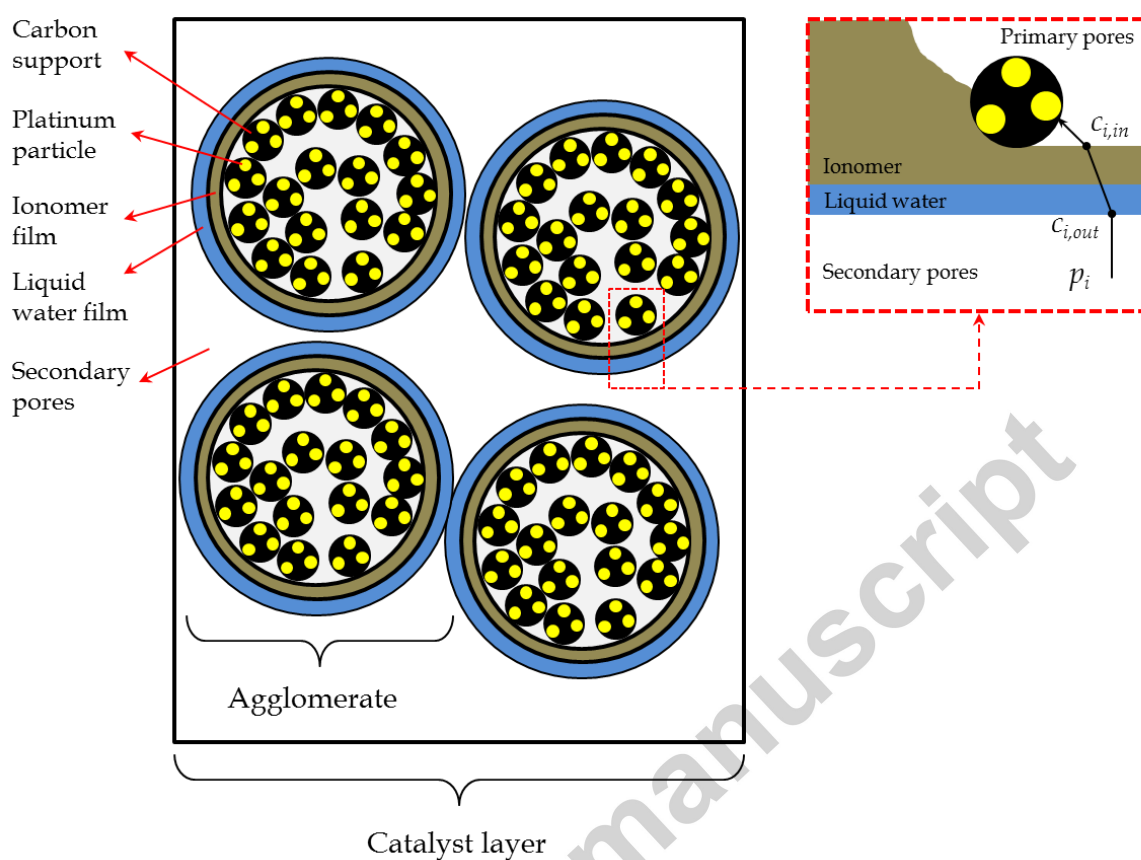 Carbon
support
Platinum
particle
Ionomer
film
Liquid
water film
Secondary
pores
Agglomerate
Catalyst layer
Primary pores
c_{i,in}
Ionomer
Liquid water
c_{i,out}
Secondary pores
p_i
manuscript